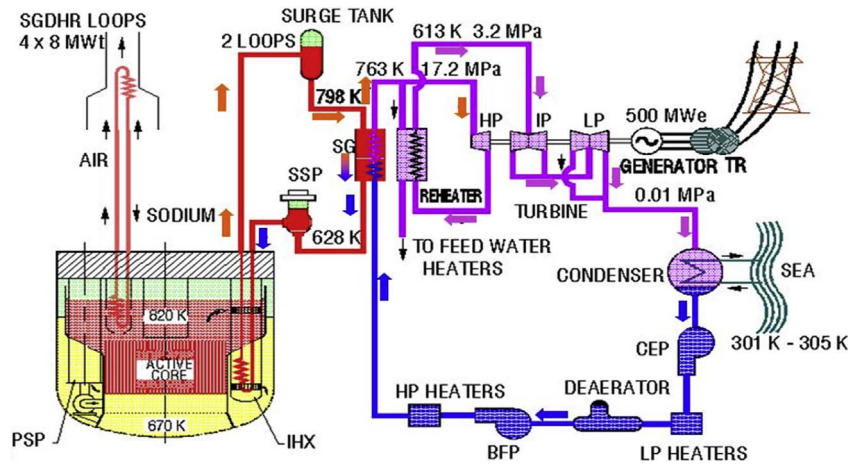 SGDHR LOOPS
4 x 8 MWt
SURGE TANK
2 LOOPS
613 K 3.2 MPa
763 K 17.2 MPa
798 K
HP
IP
LP
500 MWe
GENERATOR TR
AIR
SG
SSP
REHEATER
TURBINE
0.01 MPa
SODIUM
628 K
TO FEED WATER
HEATERS
CONDENSER
SEA
820 K
301 K - 305 K
CEP
ACTIVE
CORE
HP HEATERS
DEAERATOR
PSP
670 K
IHX
BFP
LP HEATERS